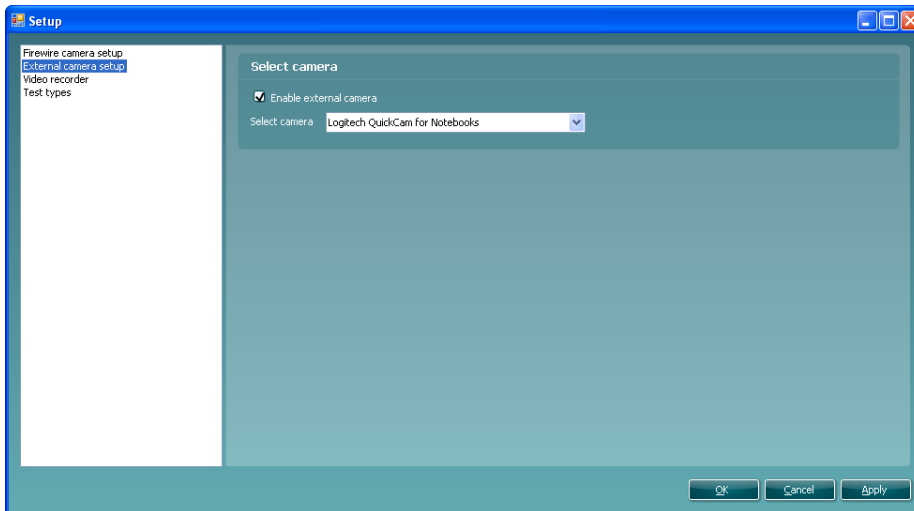 Setup
Firewire camera setup
External camera setup
Video recorder
Test types
Select camera
Enable external camera
Select camera Logitech QuickCam for Notebooks
OK Cancel Apply